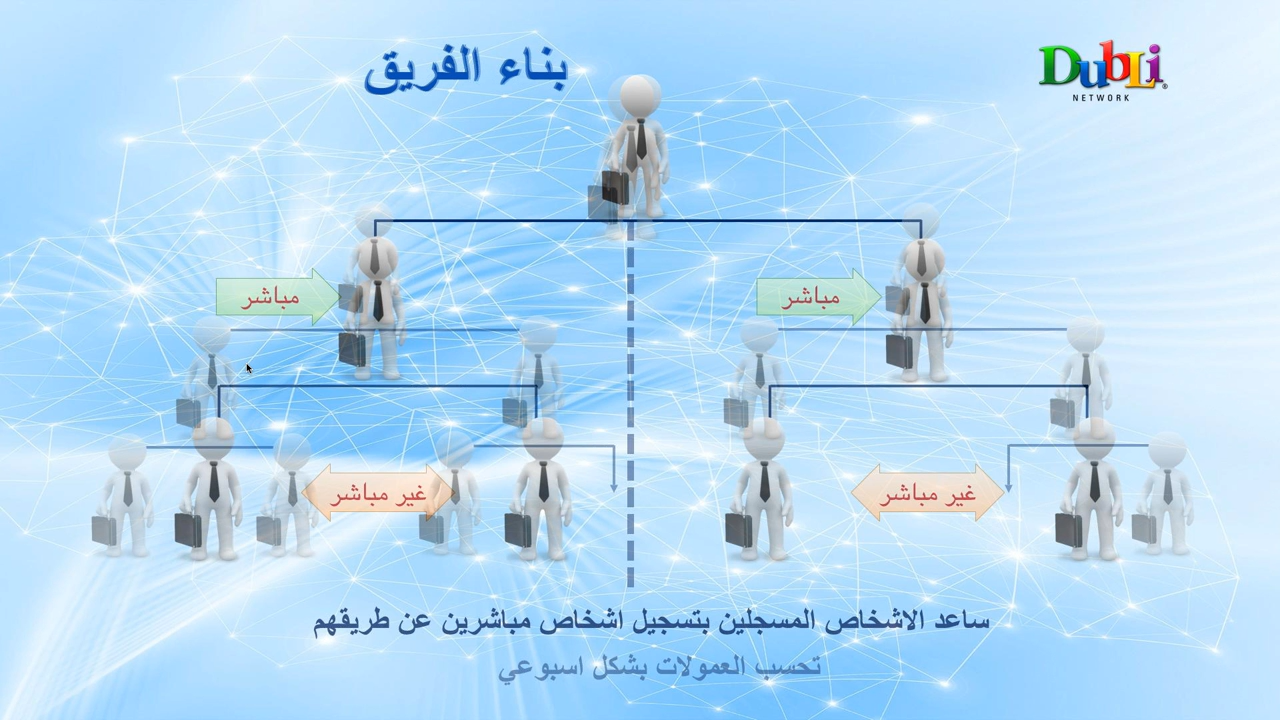 بناء الفريق
DubLi
NETWORK
مباشر
مباشر
غير مباشر
غير مباشر
ساعد الاشخاص المسجلين بتسجيل اشخاص مباشرين عن طريقهم
تحسب العمولات بشكل اسبوعي